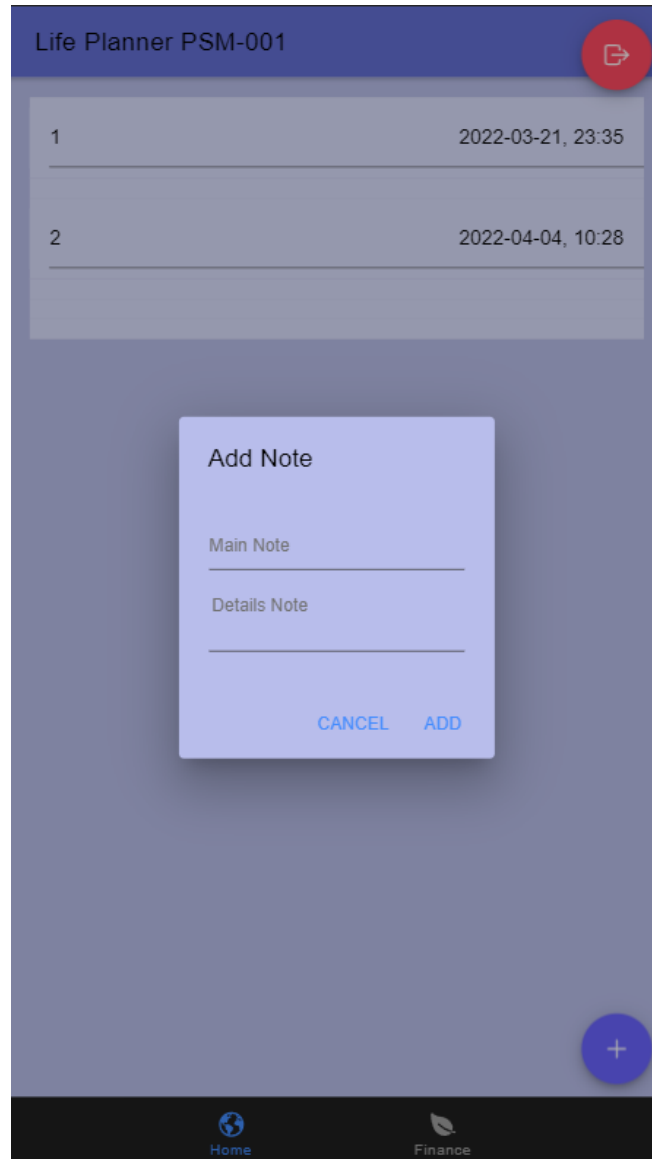 Life Planner PSM-001
1 2022-03-21, 23:35
2 2022-04-04, 10:28
Add Note
Main Note
Details Note
CANCEL ADD
Home Finance